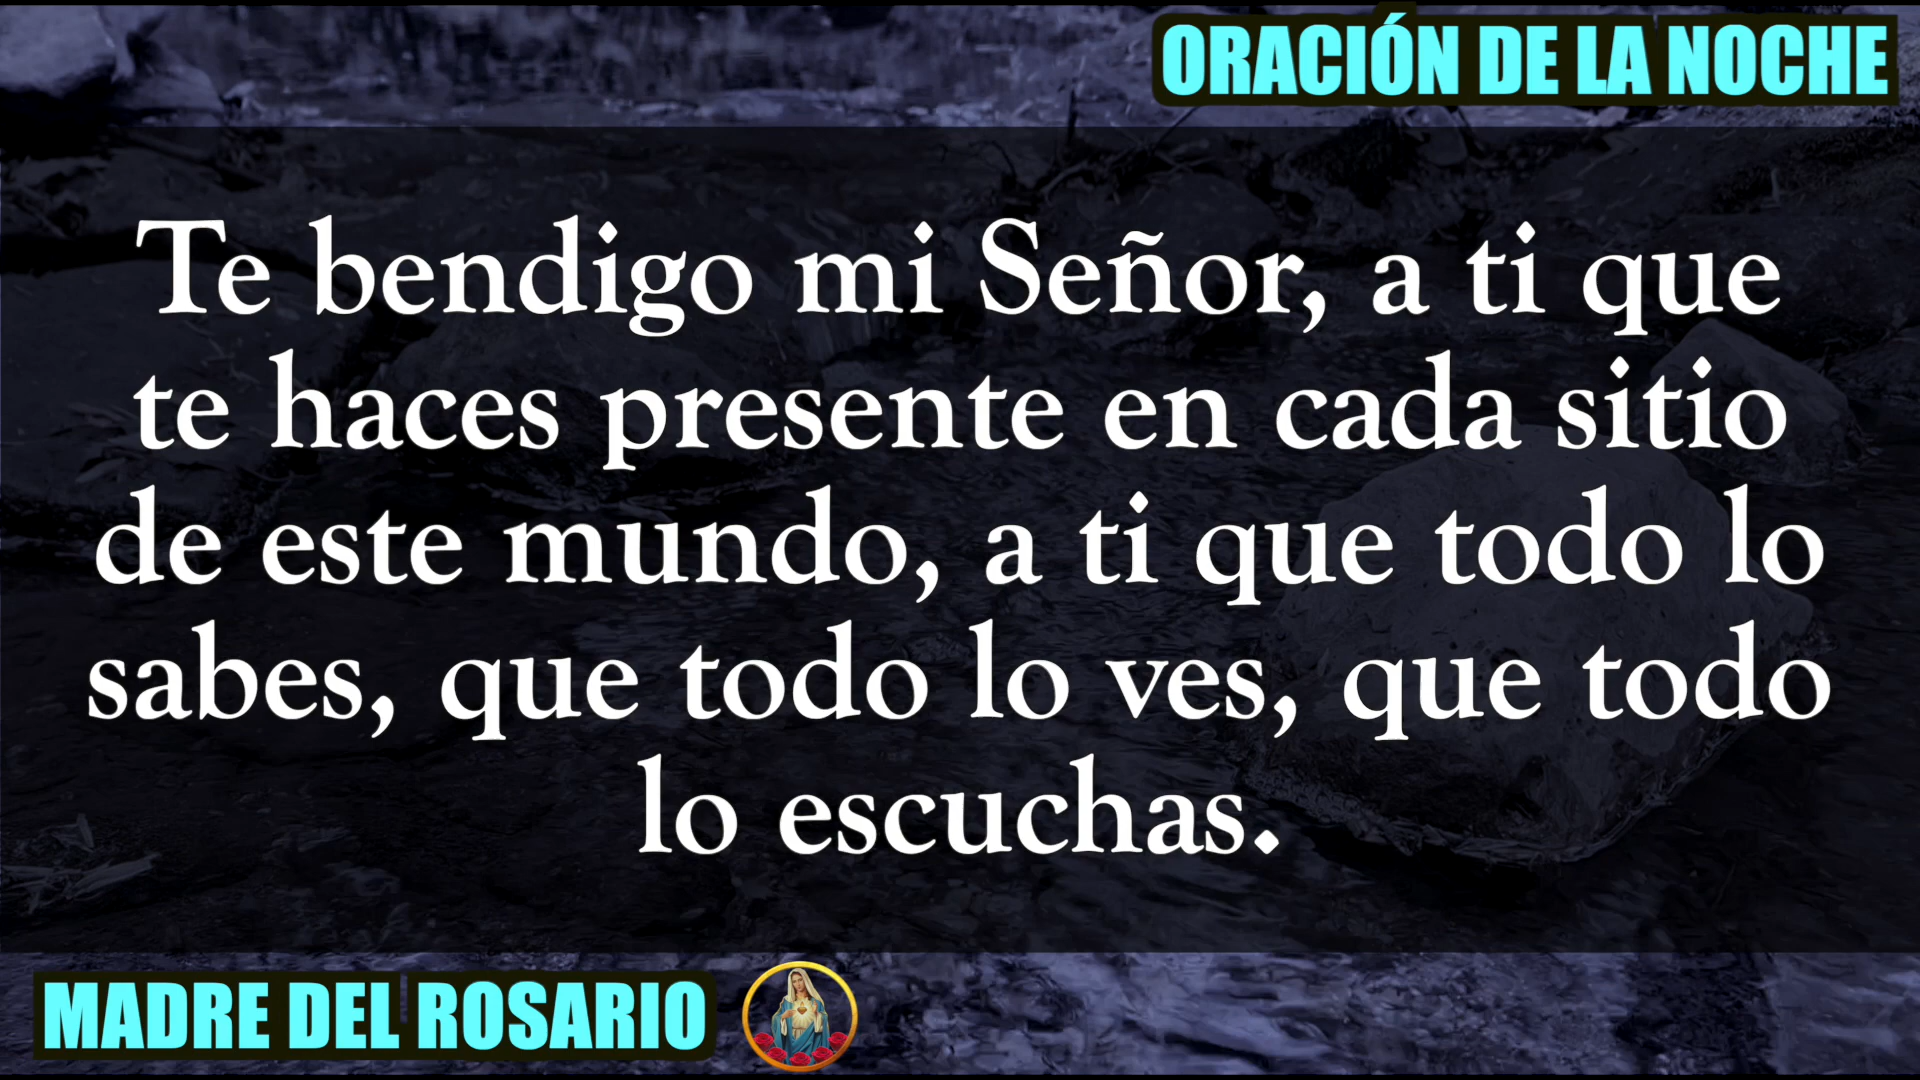 ORACIÓN DE LA NOCHE
Te bendigo mi Señor, a ti que
te haces presente en cada sitio
de este mundo, a ti que todo lo
sabes, que todo lo ves, que todo
lo escuchas.
MADRE DEL ROSARIO